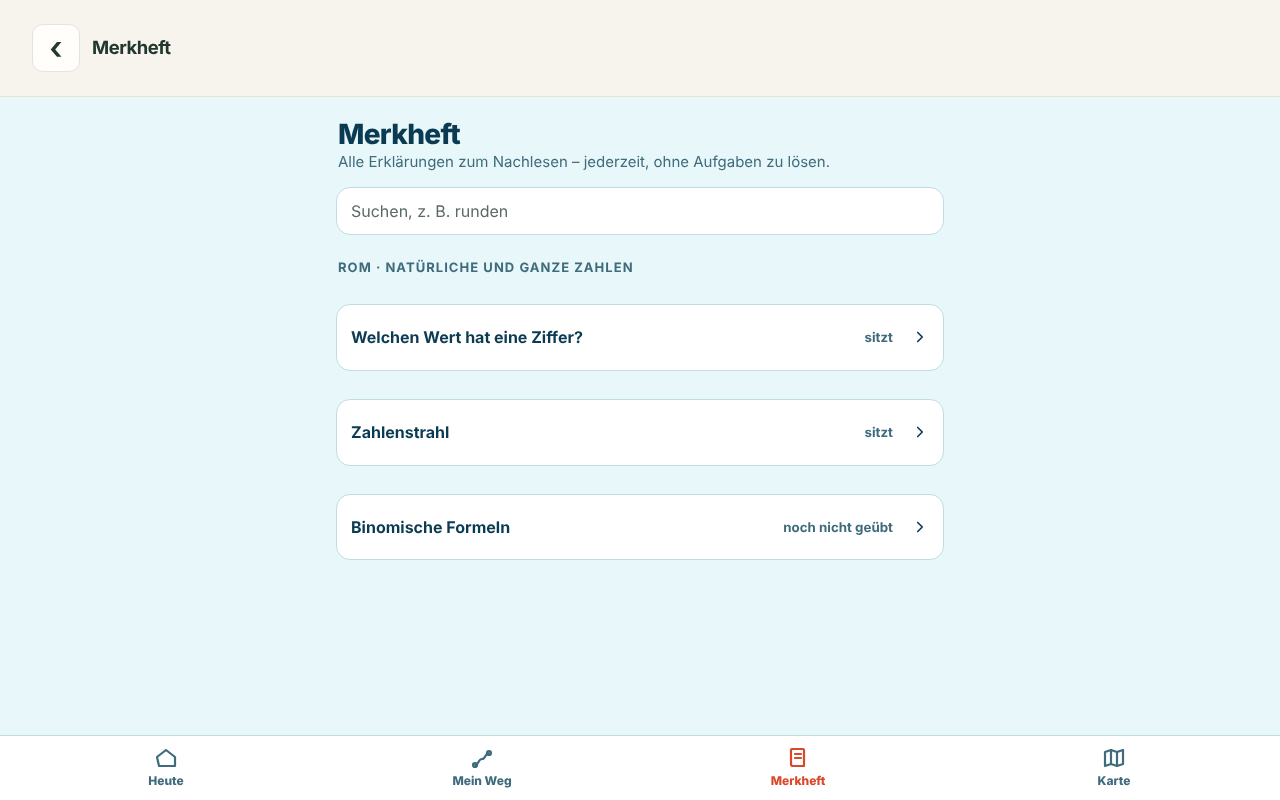 Merkheft
Merkheft
Alle Erklärungen zum Nachlesen – jederzeit, ohne Aufgaben zu lösen.
Suchen, z. B. runden
ROM · NATÜRLICHE UND GANZE ZAHLEN
Welchen Wert hat eine Ziffer? sitzt
Zahlenstrahl sitzt
Binomische Formeln noch nicht geübt
Heute Mein Weg Merkheft Karte